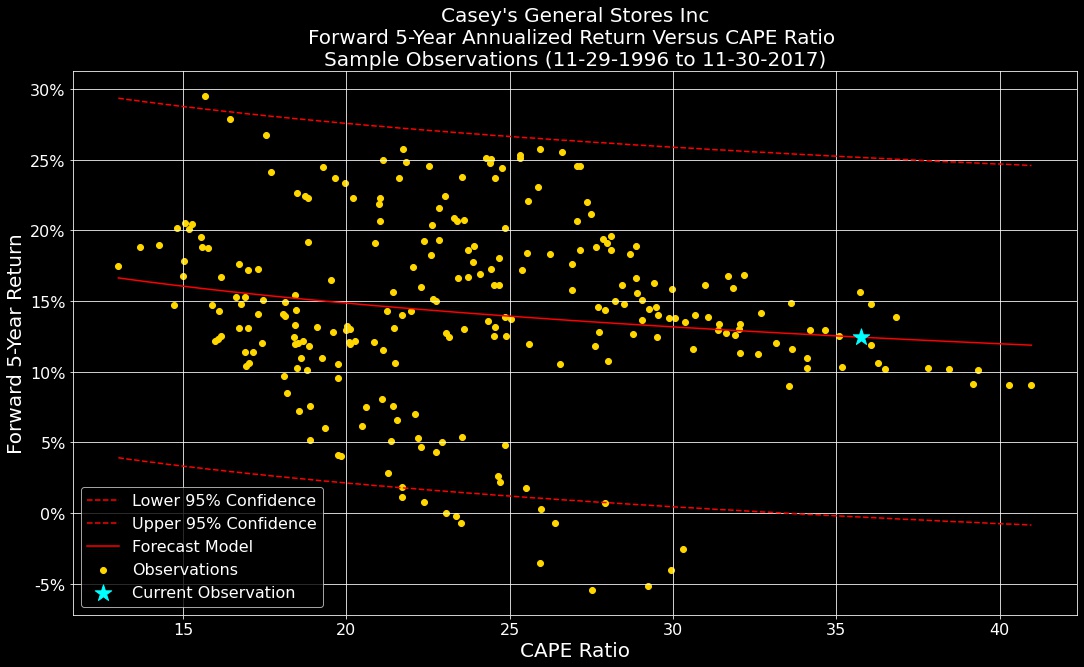 Casey's General Stores Inc
Forward 5-Year Annualized Return Versus CAPE Ratio
Sample Observations (11-29-1996 to 11-30-2017)
Forward 5-Year Return
30%
25%
20%
15%
10%
5%
0%
-5%
Lower 95% Confidence
Upper 95% Confidence
Forecast Model
Observations
Current Observation
15 20 25 30 35 40
CAPE Ratio